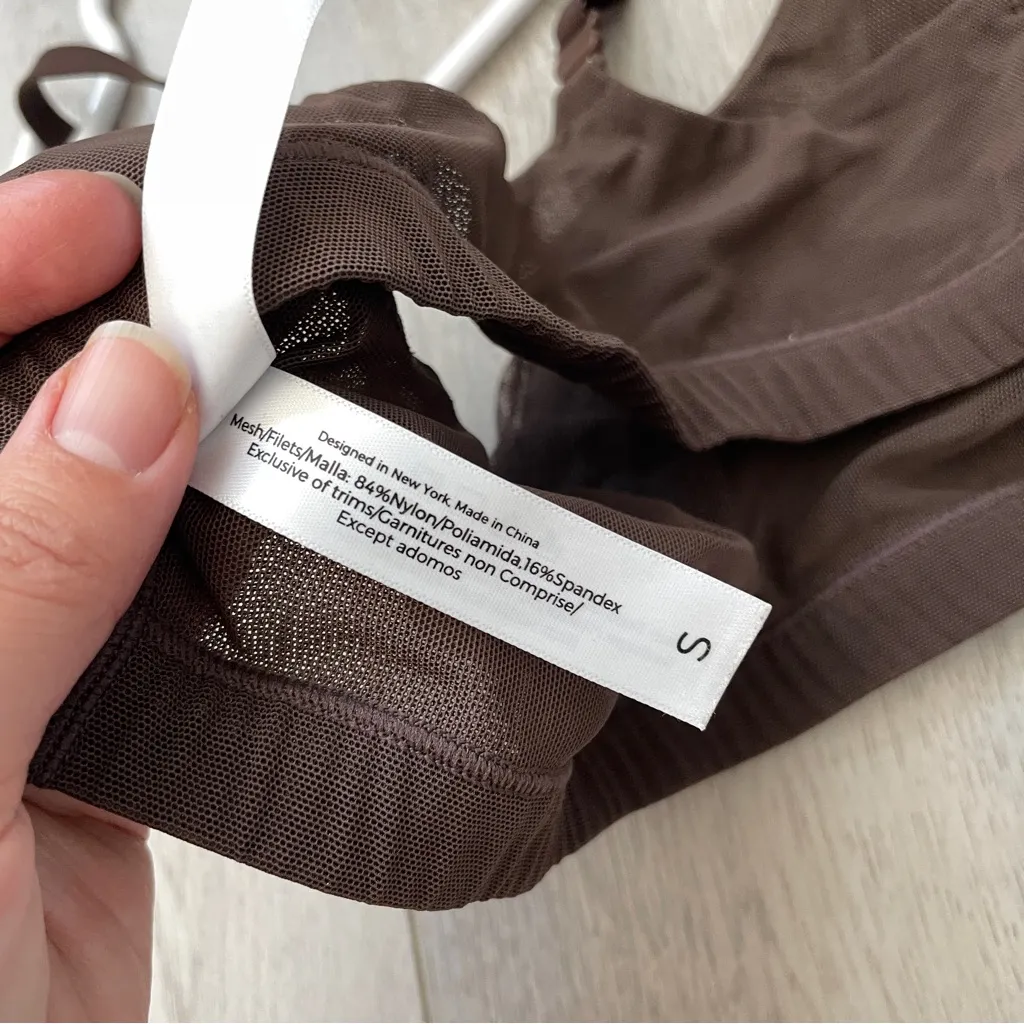 Designed in New York. Made in China
Mesh/Filets/Malla: 84%Nylon/Poliamida.16%Spandex
Exclusive of trims/Garnitures non Comprise/
Except adomos
S